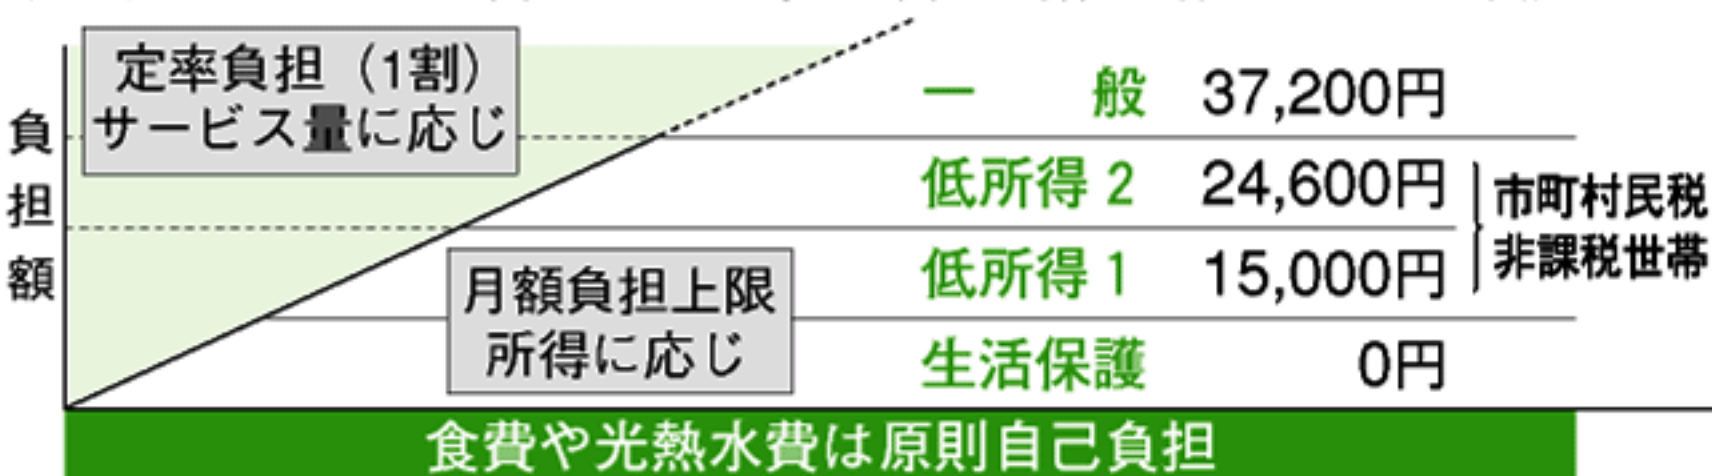 定率負担（1割）
サービス量に応じ
負担額
一　般 37,200円
低所得2 24,600円
低所得1 15,000円
生活保護 0円
市町村民税
非課税世帯
月額負担上限
所得に応じ
食費や光熱水費は原則自己負担